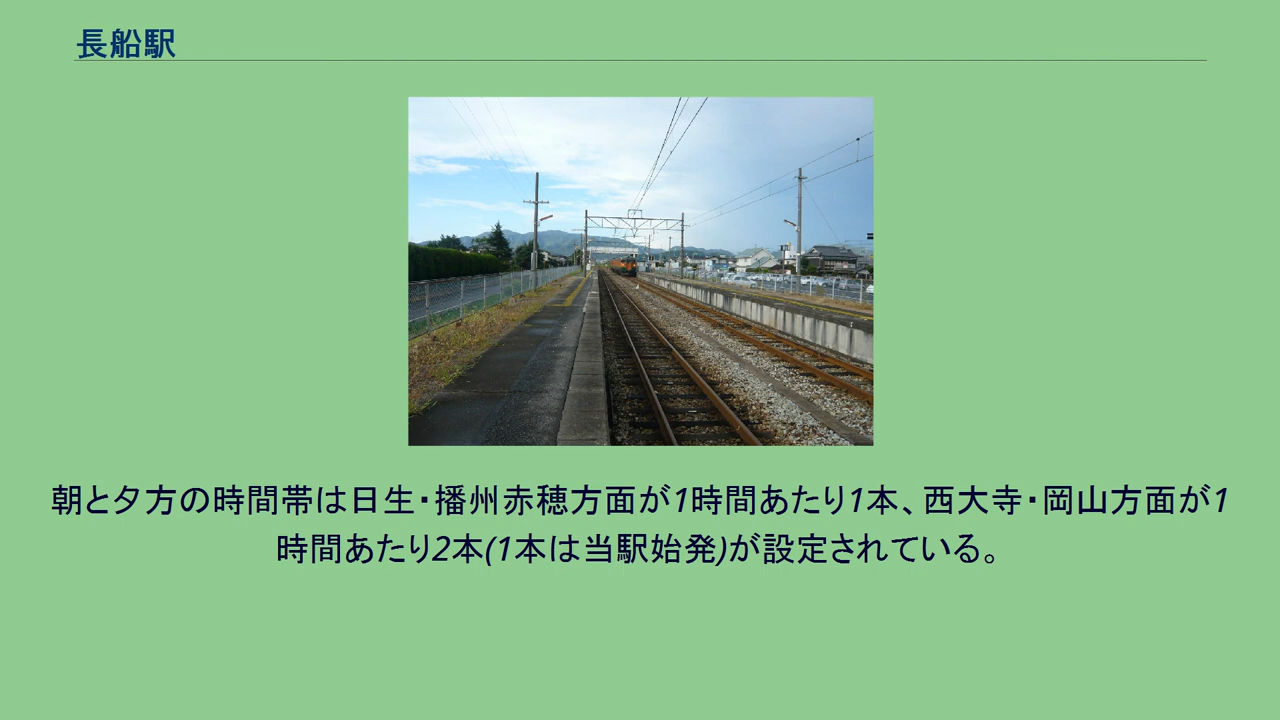 長船駅
朝と夕方の時間帯は日生・播州赤穂方面が1時間あたり1本、西大寺・岡山方面が1
時間あたり2本(1本は当駅始発)が設定されている。